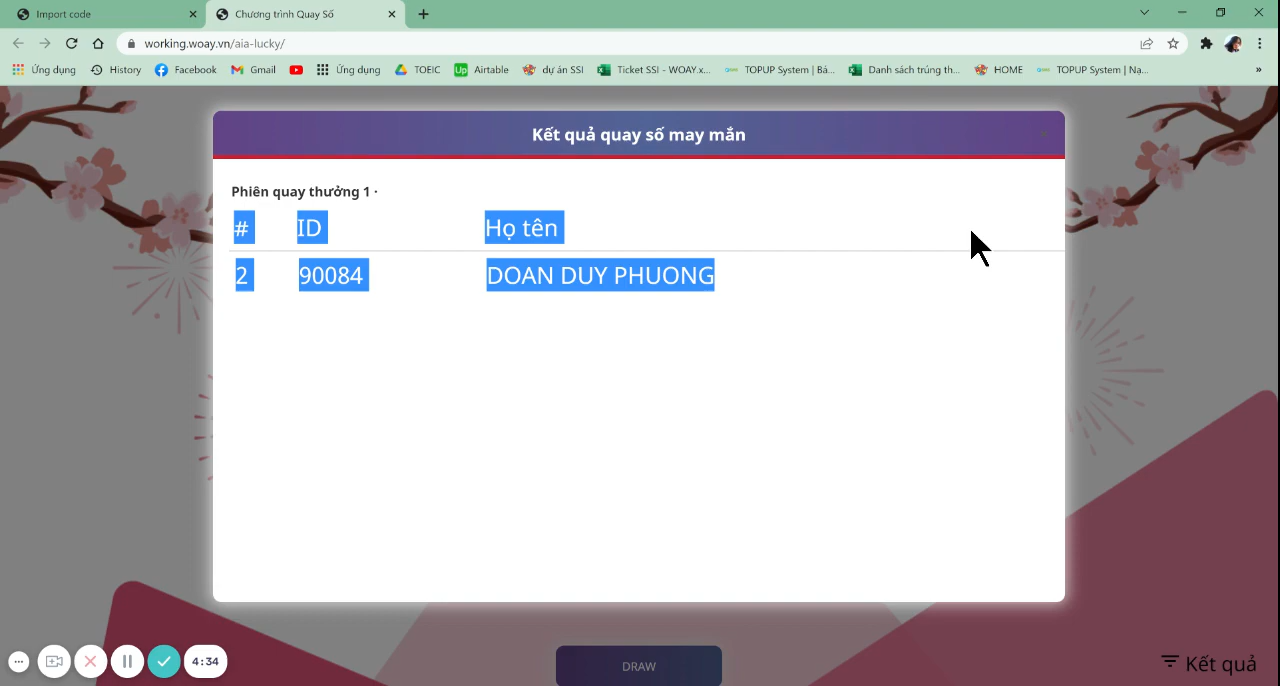 Import code
Chương trình Quay Số
working.woay.vn/aia-lucky/
Ứng dụng History Facebook Gmail Ứng dụng TOEIC Up Airtable dự án SSI Ticket SSI - WOAY.x... TOPUP System | Bả... Danh sách trúng th... HOME TOPUP System | Nạ... »
Kết quả quay số may mắn
Phiên quay thưởng 1 ·
# ID Họ tên
2 90084 DOAN DUY PHUONG
4:34
DRAW
Kết quả